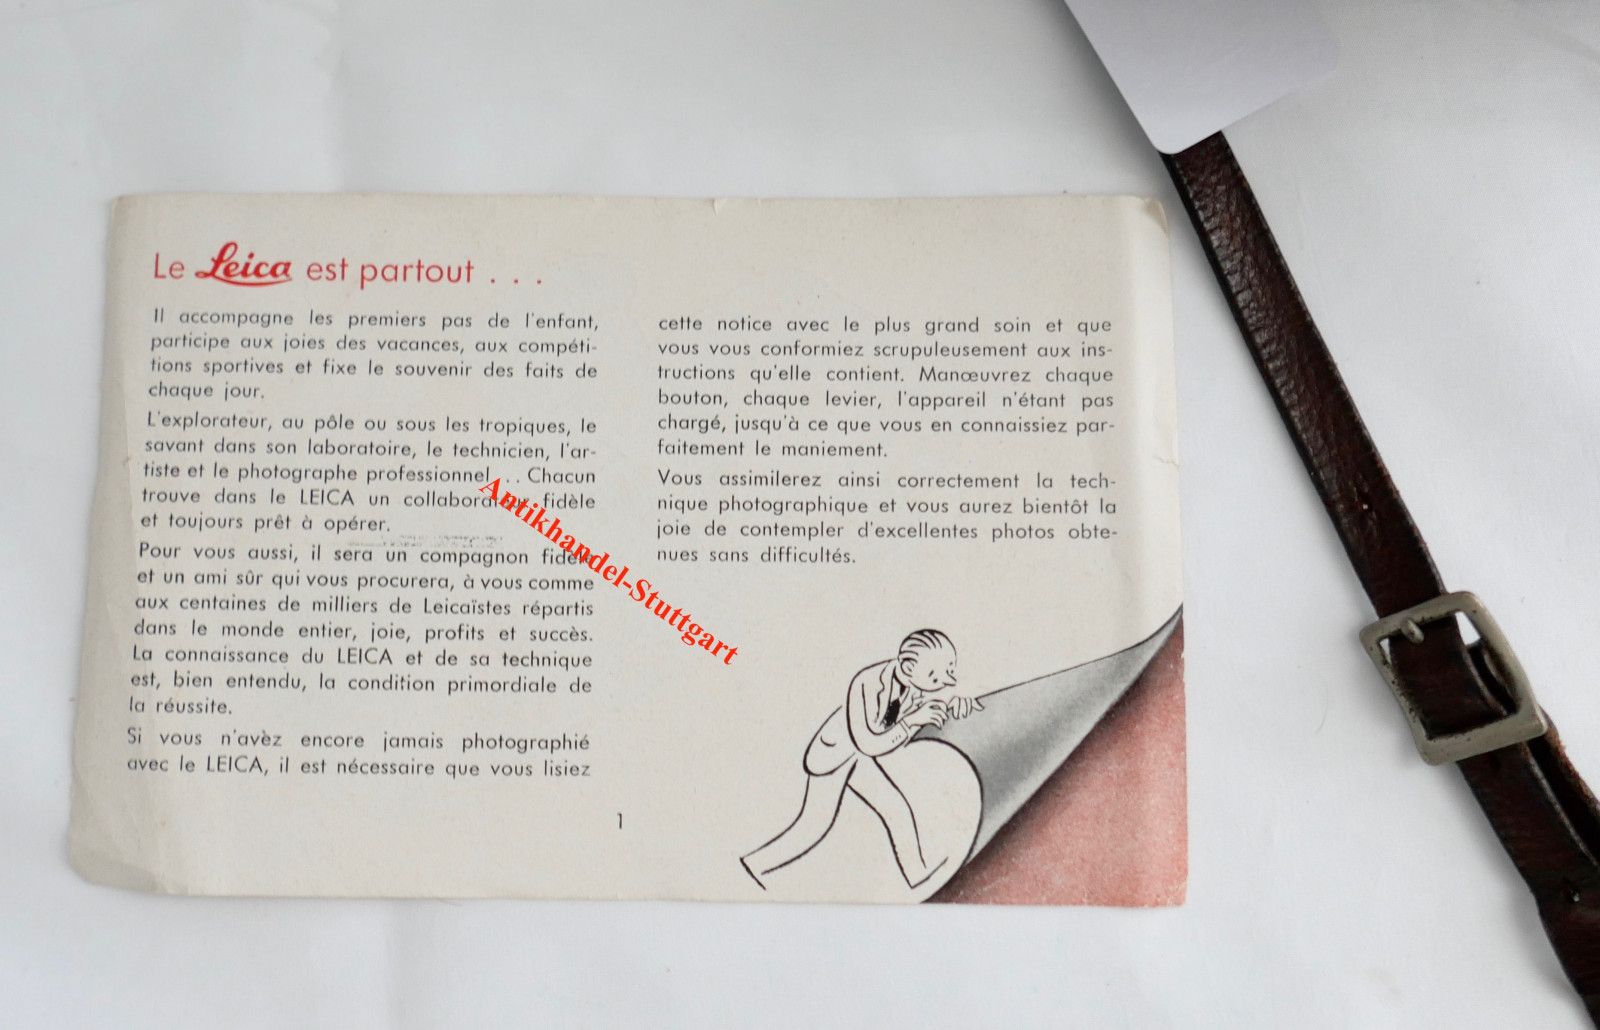 Le Leica est partout . . .
Il accompagne les premiers pas de l'enfant,
participe aux joies des vacances, aux compéti-
tions sportives et fixe le souvenir des faits de
chaque jour.
L'explorateur, au pôle ou sous les tropiques, le
savant dans son laboratoire, le technicien, l'ar-
tiste et le photographe professionnel . . . Chacun
trouve dans le LEICA un collaborateur fidèle
et toujours prêt à opérer.
Pour vous aussi, il sera un compagnon fidèle
et un ami sûr qui vous procurera, à vous comme
aux centaines de milliers de Leicaïstes répartis
dans le monde entier, joie, profits et succès.
La connaissance du LEICA et de sa technique
est, bien entendu, la condition primordiale de
la réussite.
Si vous n'avèz encore jamais photographié
avec le LEICA, il est nécessaire que vous lisiez
cette notice avec le plus grand soin et que
vous vous conformiez scrupuleusement aux ins-
tructions qu'elle contient. Manœuvrez chaque
bouton, chaque levier, l'appareil n'étant pas
chargé, jusqu'à ce que vous en connaissiez par-
faitement le maniement.
Vous assimilerez ainsi correctement la tech-
nique photographique et vous aurez bientôt la
joie de contempler d'excellentes photos obte-
nues sans difficultés.
1
Antikhandel-Stuttgart